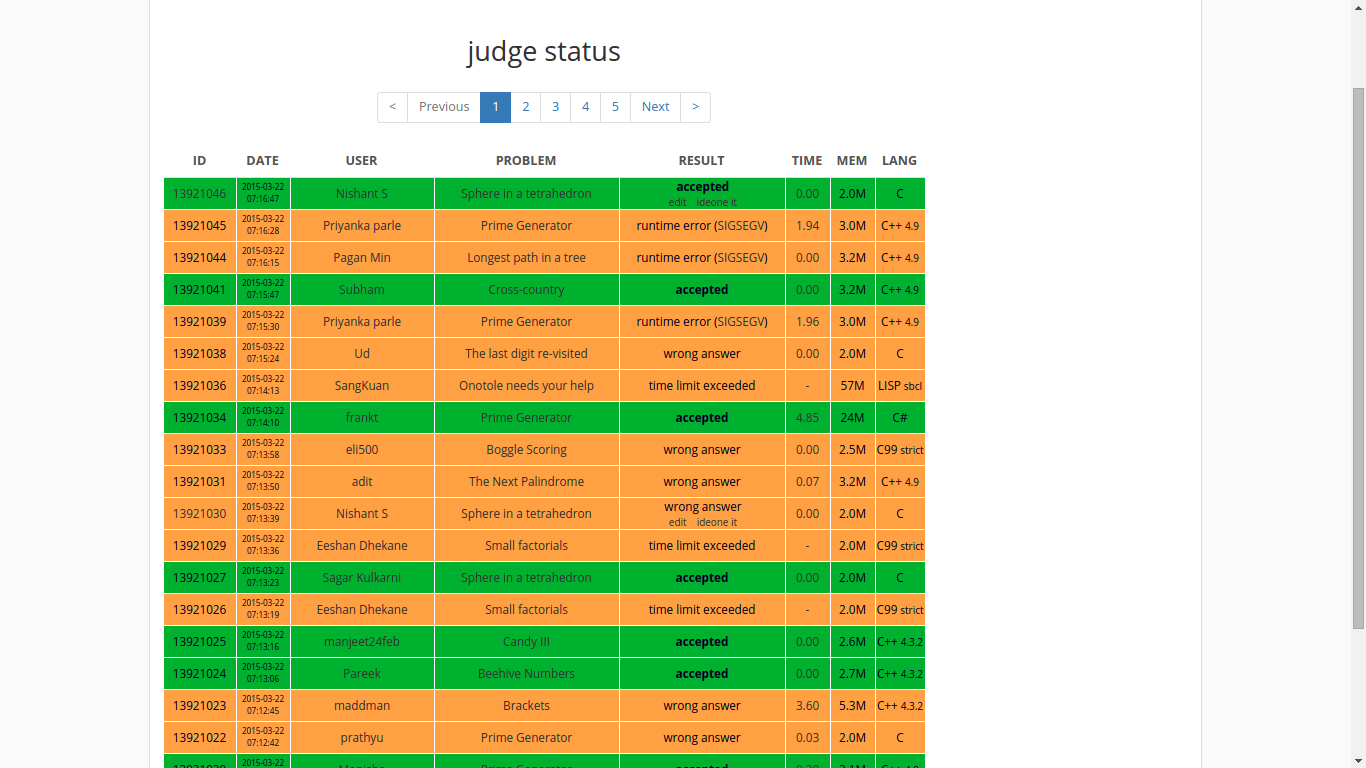 judge status
< Previous 1 2 3 4 5 Next >
ID DATE USER PROBLEM RESULT TIME MEM LANG
13921046 2015-03-22 07:16:47 Nishant S Sphere in a tetrahedron accepted edit ideone it 0.00 2.0M C
13921045 2015-03-22 07:16:28 Priyanka parle Prime Generator runtime error (SIGSEGV) 1.94 3.0M C++ 4.9
13921044 2015-03-22 07:16:15 Pagan Min Longest path in a tree runtime error (SIGSEGV) 0.00 3.2M C++ 4.9
13921041 2015-03-22 07:15:47 Subham Cross-country accepted 0.00 3.2M C++ 4.9
13921039 2015-03-22 07:15:30 Priyanka parle Prime Generator runtime error (SIGSEGV) 1.96 3.0M C++ 4.9
13921038 2015-03-22 07:15:24 Ud The last digit re-visited wrong answer 0.00 2.0M C
13921036 2015-03-22 07:14:13 SangKuan Onotole needs your help time limit exceeded - 57M LISP sbcl
13921034 2015-03-22 07:14:10 frankt Prime Generator accepted 4.85 24M C#
13921033 2015-03-22 07:13:58 eli500 Boggle Scoring wrong answer 0.00 2.5M C99 strict
13921031 2015-03-22 07:13:50 adit The Next Palindrome wrong answer 0.07 3.2M C++ 4.9
13921030 2015-03-22 07:13:39 Nishant S Sphere in a tetrahedron wrong answer edit ideone it 0.00 2.0M C
13921029 2015-03-22 07:13:36 Eeshan Dhekane Small factorials time limit exceeded - 2.0M C99 strict
13921027 2015-03-22 07:13:23 Sagar Kulkarni Sphere in a tetrahedron accepted 0.00 2.0M C
13921026 2015-03-22 07:13:19 Eeshan Dhekane Small factorials time limit exceeded - 2.0M C99 strict
13921025 2015-03-22 07:13:16 manjeet24feb Candy III accepted 0.00 2.6M C++ 4.3.2
13921024 2015-03-22 07:13:06 Pareek Beehive Numbers accepted 0.00 2.7M C++ 4.3.2
13921023 2015-03-22 07:12:45 maddman Brackets wrong answer 3.60 5.3M C++ 4.3.2
13921022 2015-03-22 07:12:42 prathyu Prime Generator wrong answer 0.03 2.0M C
2015-03-22